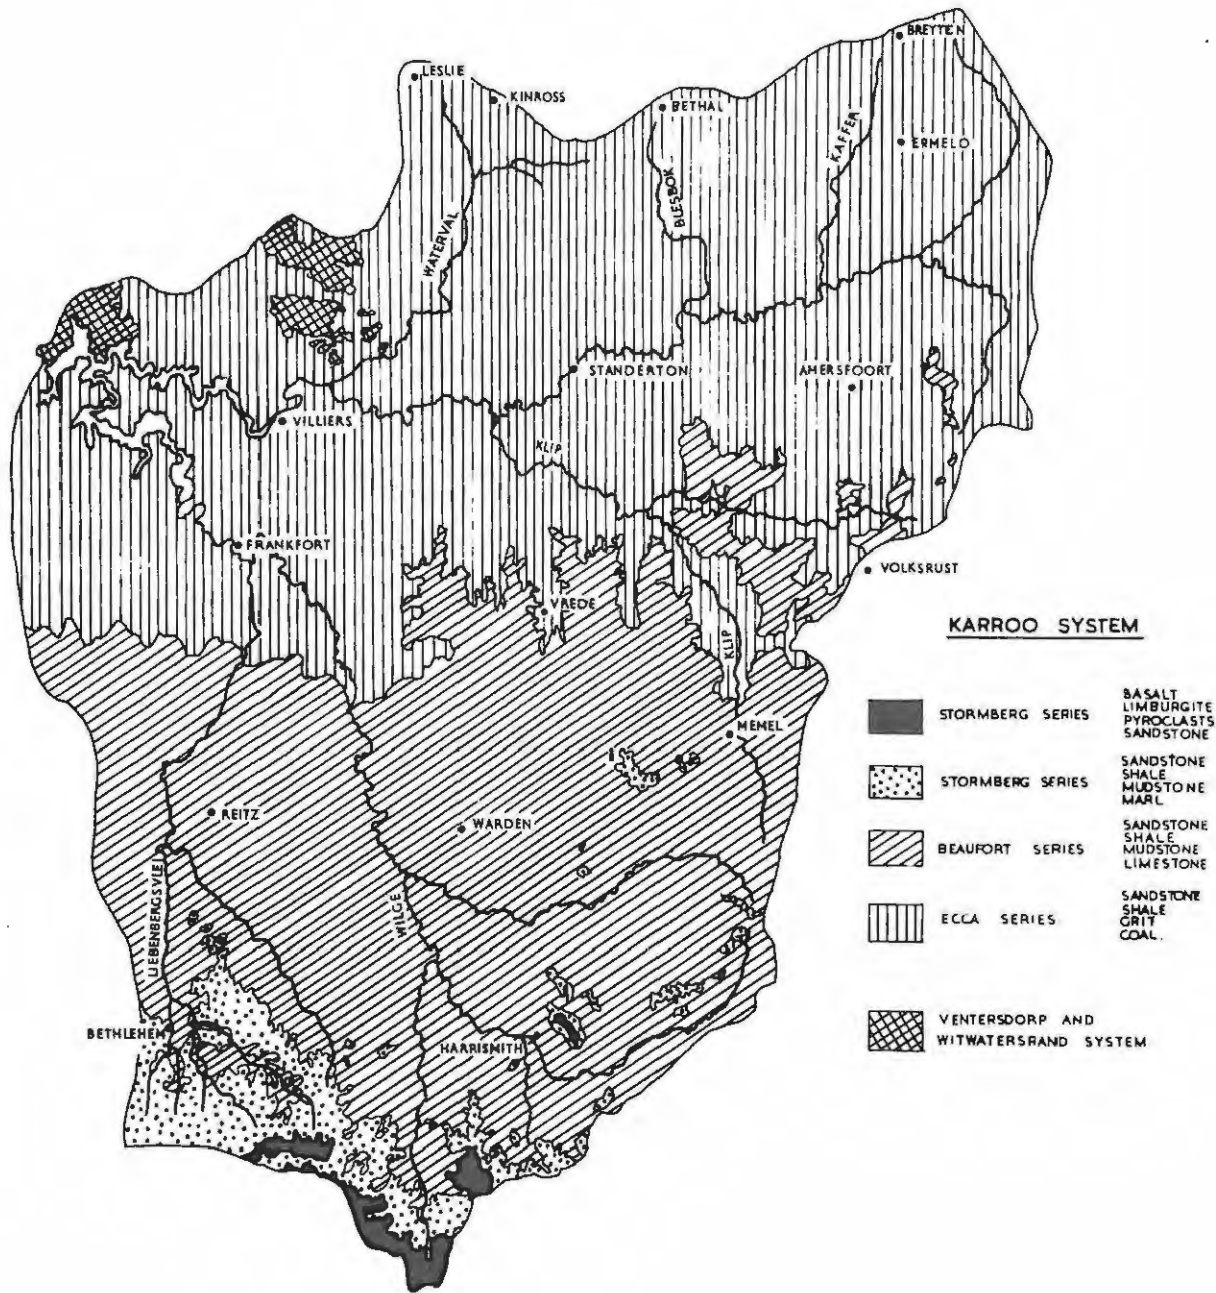 BREYTEN
LESLIE
KINROSS
BETHAL
ERMELO
KAFFER
BLESBOK
WATERVAL
STANDERTON
AMERSFOORT
VILLIERS
KLIP
FRANKFORT
VOLKSRUST
VREDE
KLIP
MEMEL
REITZ
WARDEN
LIEBENBERGSVLEI
WILGE
BETHLEHEM
HARRISMITH
KARROO SYSTEM
STORMBERG SERIES
BASALT
LIMBURGITE
PYROCLASTS
SANDSTONE
STORMBERG SERIES
SANDSTONE
SHALE
MUDSTONE
MARL
BEAUFORT SERIES
SANDSTONE
SHALE
MUDSTONE
LIMESTONE
ECCA SERIES
SANDSTONE
SHALE
GRIT
COAL.
VENTERSDORP AND
WITWATERSRAND SYSTEM